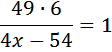 49 · 6
4x − 54 = 1